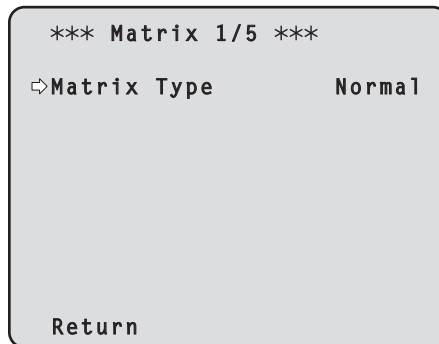 *** Matrix 1/5 ***
⇨Matrix Type Normal
Return